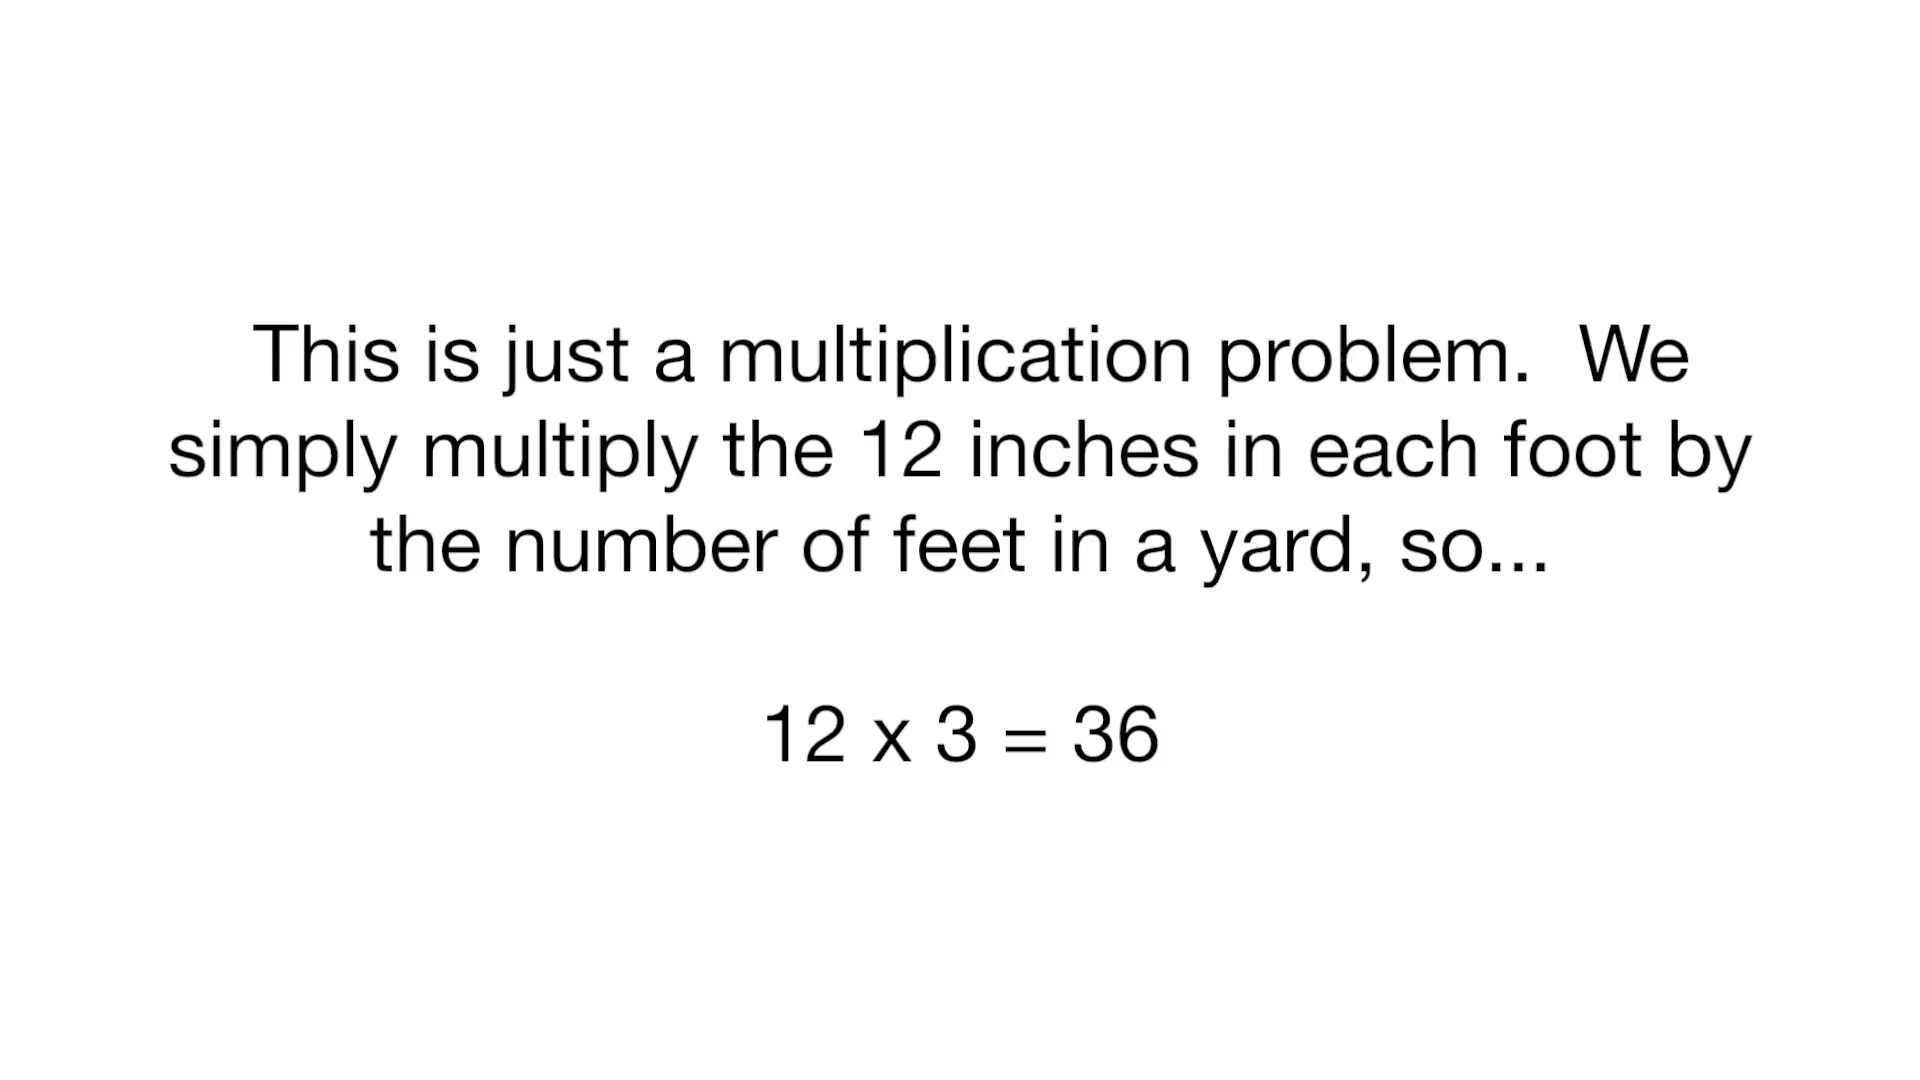 This is just a multiplication problem.  We
simply multiply the 12 inches in each foot by
the number of feet in a yard, so...
12 x 3 = 36